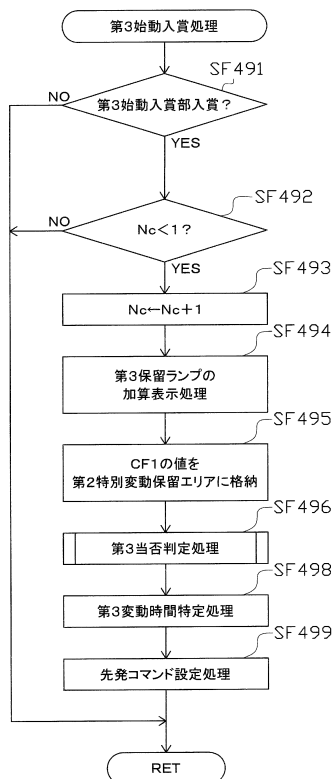 第3始動入賞処理
SF491
第3始動入賞部入賞？
NO
YES
SF492
Nc＜1？
NO
YES
SF493
Nc←Nc＋1
SF494
第3保留ランプの
加算表示処理
SF495
CF1の値を
第2特別変動保留エリアに格納
SF496
第3当否判定処理
SF498
第3変動時間特定処理
SF499
先発コマンド設定処理
RET